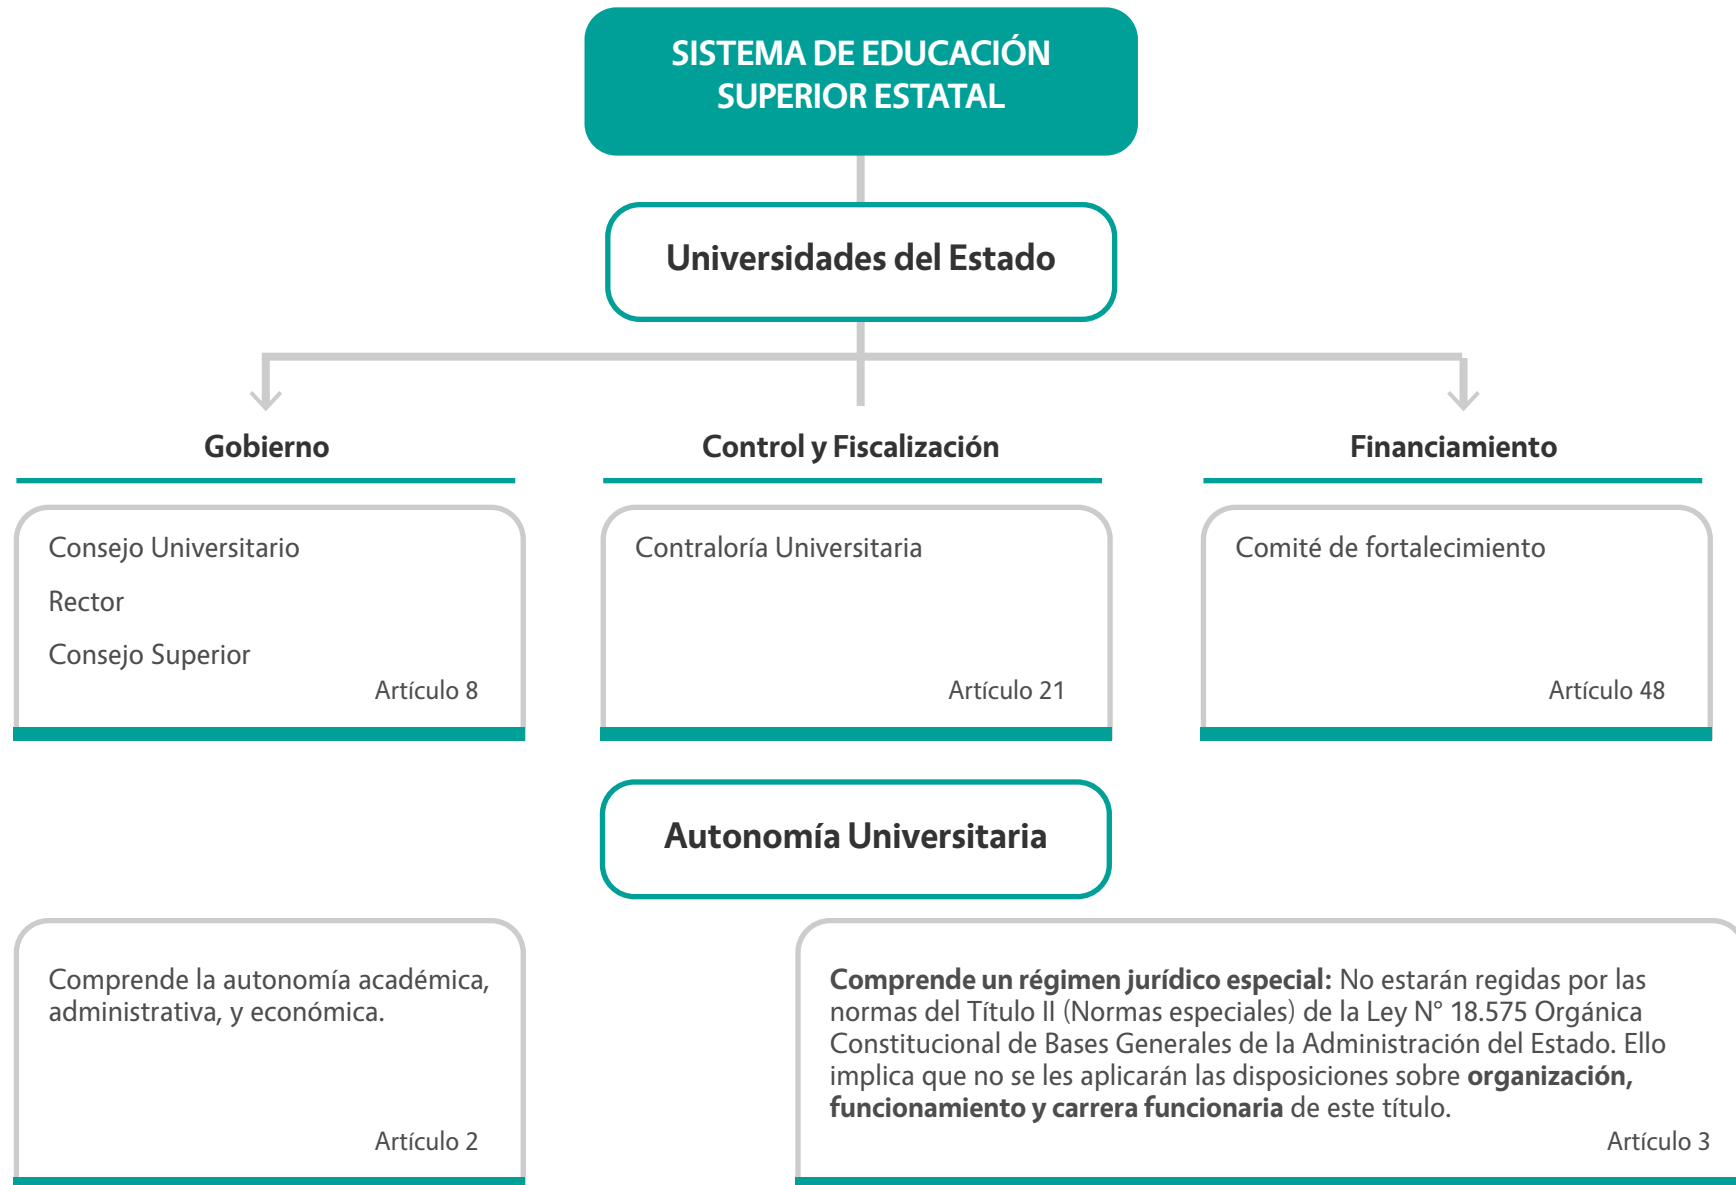 SISTEMA DE EDUCACIÓN
SUPERIOR ESTATAL
Universidades del Estado
Gobierno
Consejo Universitario
Rector
Consejo Superior
Artículo 8
Control y Fiscalización
Contraloría Universitaria
Artículo 21
Financiamiento
Comité de fortalecimiento
Artículo 48
Autonomía Universitaria
Comprende la autonomía académica,
administrativa, y económica.
Artículo 2
Comprende un régimen jurídico especial: No estarán regidas por las
normas del Título II (Normas especiales) de la Ley N° 18.575 Orgánica
Constitucional de Bases Generales de la Administración del Estado. Ello
implica que no se les aplicarán las disposiciones sobre organización,
funcionamiento y carrera funcionaria de este título.
Artículo 3